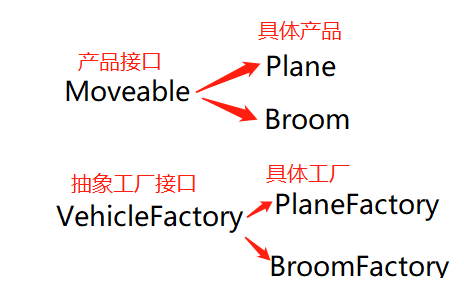 具体产品
产品接口
Plane
Moveable
Broom
具体工厂
抽象工厂接口
PlaneFactory
VehicleFactory
BroomFactory